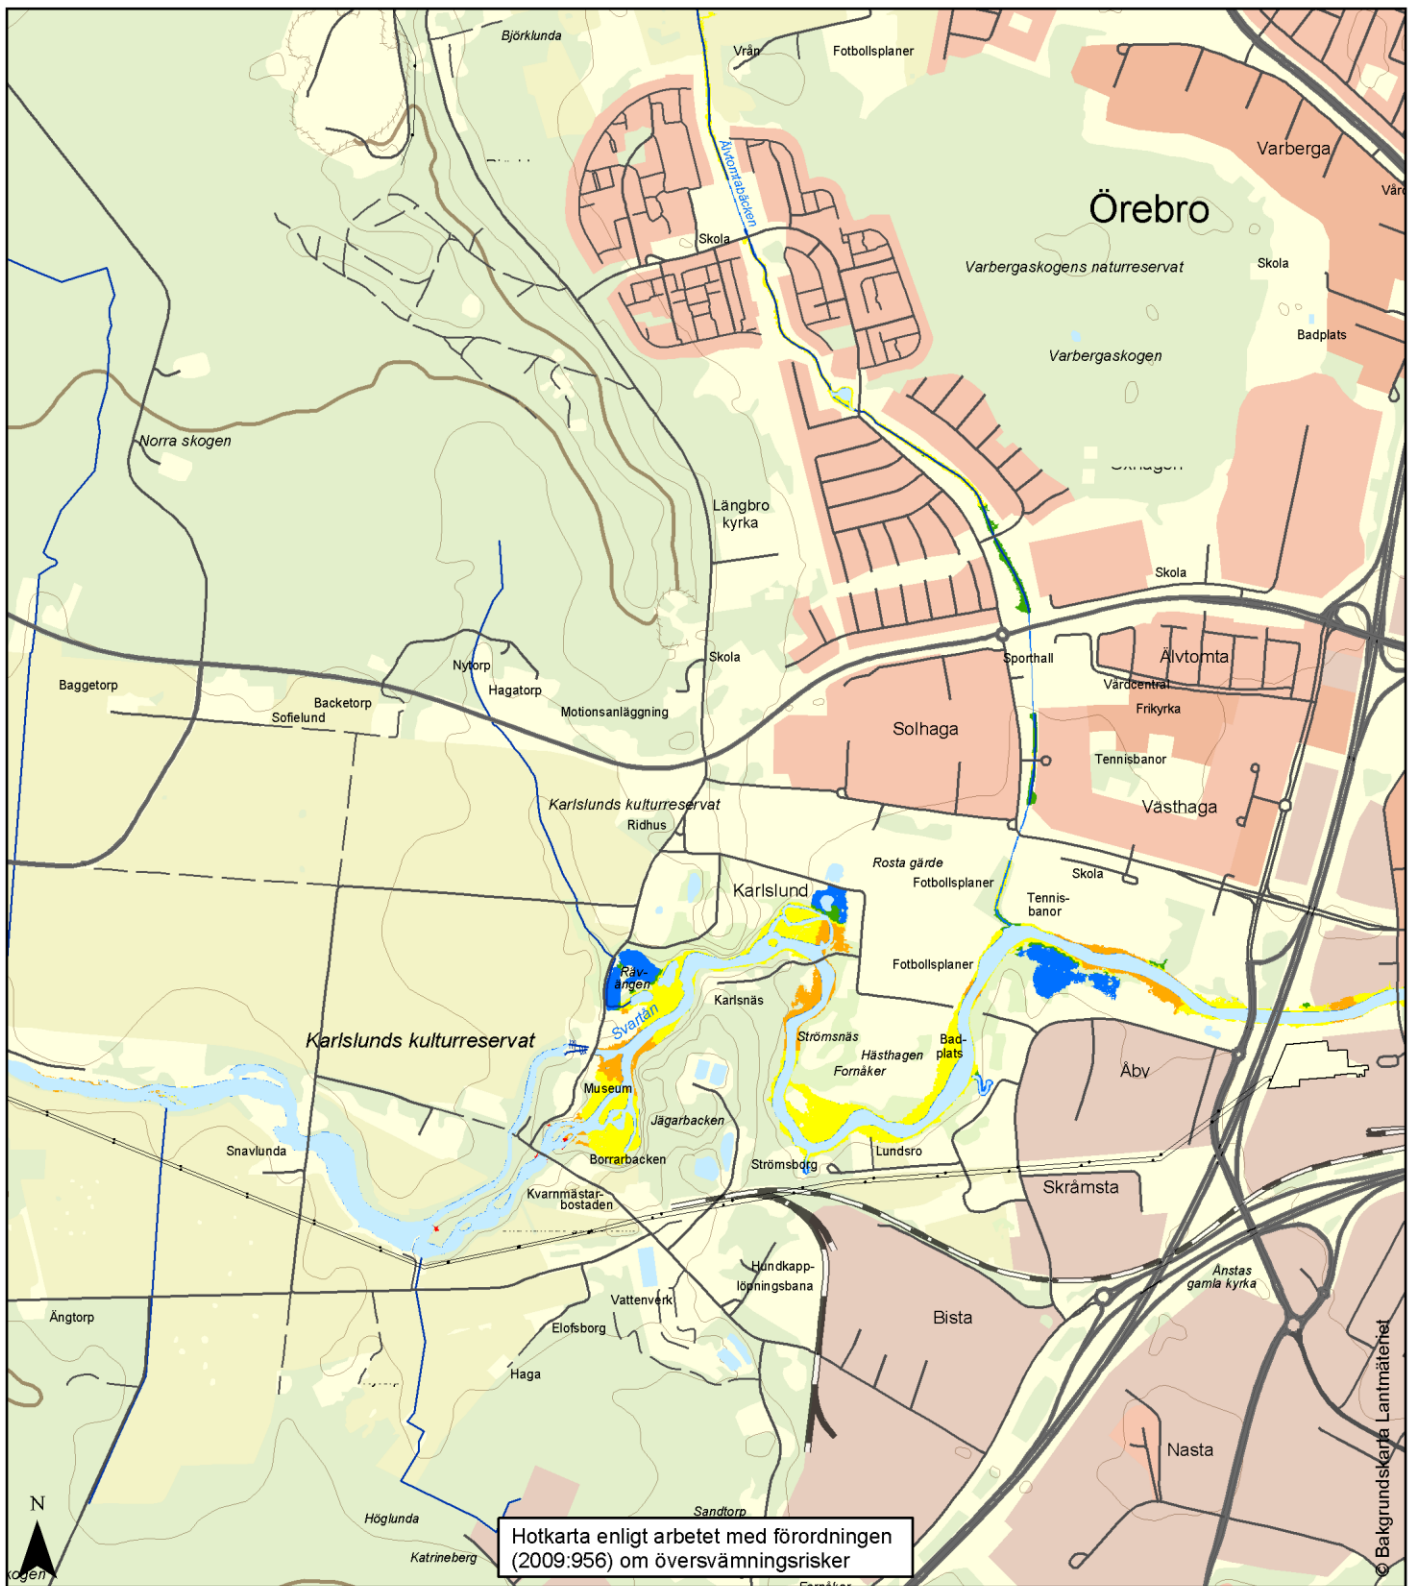 Björklunda
Vrån
Fotbollsplaner
Varberga
Älvtomtabäcken
Örebro
Skola
Varbergaskogens naturreservat
Skola
Badplats
Varbergaskogen
Norra skogen
Längbro
kyrka
Skola
Nytorp
Skola
Sporthall
Älvtomta
Baggetorp
Hagatorp
Vårdcentral
Backetorp
Motionsanläggning
Frikyrka
Sofielund
Solhaga
Tennisbanor
Karlslunds kulturreservat
Västhaga
Ridhus
Rosta gärde
Skola
Karlslund
Fotbollsplaner
Tennis-
banor
Fotbollsplaner
Räv-
ängen
Karlsnäs
Svartån
Karlslunds kulturreservat
Strömsnäs
Bad-
plats
Hästhagen
Fornåker
Åby
Museum
Jägarbacken
Snavlunda
Borrarbacken
Strömsborg
Lundsro
Skråmsta
Kvarnmästar-
bostaden
Hundkapp-
löpningsbana
Ånstas
gamla kyrka
Vattenverk
Ängtorp
Elofsborg
Bista
Haga
Nasta
Höglunda
Sandtorp
N
Hotkarta enligt arbetet med förordningen
(2009:956) om översvämningsrisker
Katrineberg
© Bakgrundskarta Lantmäteriet